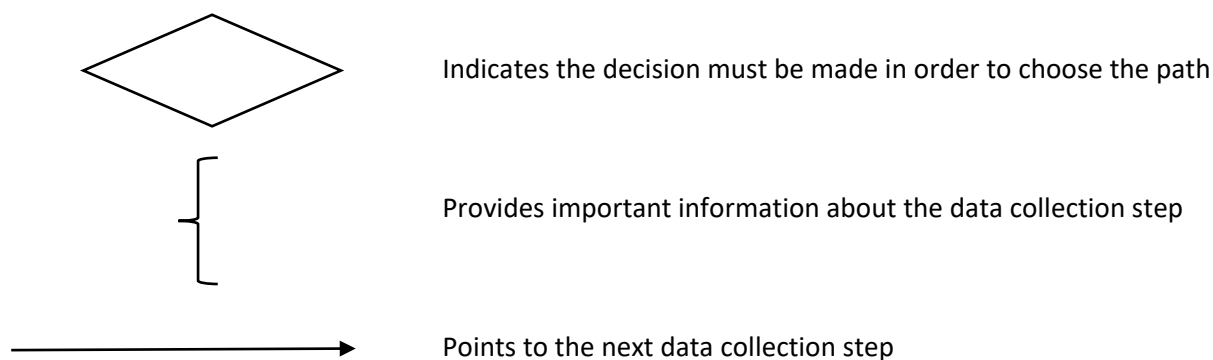 Indicates the decision must be made in order to choose the path
Provides important information about the data collection step
Points to the next data collection step